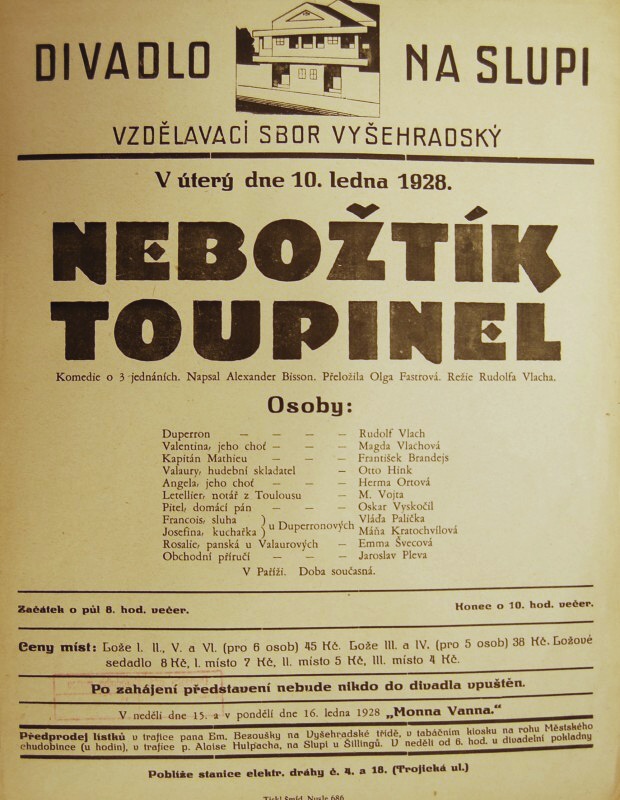 DIVADLO NA SLUPI
VZDĚLAVACÍ SBOR VYŠEHRADSKÝ
V úterý dne 10. ledna 1928.
NEBOŽTÍK
TOUPINEL
Komedie o 3 jednáních. Napsal Alexander Bisson. Přeložila Olga Fastrová. Režie Rudolfa Vlacha.
Osoby:
Duperron — — — — Rudolf Vlach
Valentina, jeho choť — — — Magda Vlachová
Kapitán Mathieu — — — František Brandejs
Valaury, hudební skladatel — Otto Hink
Angela, jeho choť — — — Herma Ortová
Letellier, notář z Toulousu — M. Vojta
Pitel, domácí pán — — — Oskar Vyskočil
Francois, sluha ) u Duperronových Vláďa Palička
Josefina, kuchařka ) Máňa Kratochvílová
Rosalie, panská u Valaurových — Emma Švecová
Obchodní příručí — — — Jaroslav Pleva
V Paříži. Doba současná.
Začátek o půl 8. hod. večer. Konec o 10. hod. večer.
Ceny míst: Lože I. II., V. a VI. (pro 6 osob) 45 Kč. Lože III. a IV. (pro 5 osob) 38 Kč. Ložové
sedadlo 8 Kč, I. místo 7 Kč, II. místo 5 Kč, III. místo 4 Kč.
Po zahájení představení nebude nikdo do divadla vpuštěn.
V neděli dne 15. a v pondělí dne 16. ledna 1928 „Monna Vanna."
Předprodej lístků v trafice pana Em. Bezoušky na Vyšehradské třídě, v tabáčním kiosku na rohu Městského
chudobince (u hodin), v trafice p. Aloise Hulpacha, na Slupi u Šillingů. V neděli od 6. hod. u divadelní pokladny
Poblíže stanice elektr. dráhy č. 4 a 18. (Trojická ul.)
Tiskl Šmíd, Nusle 686